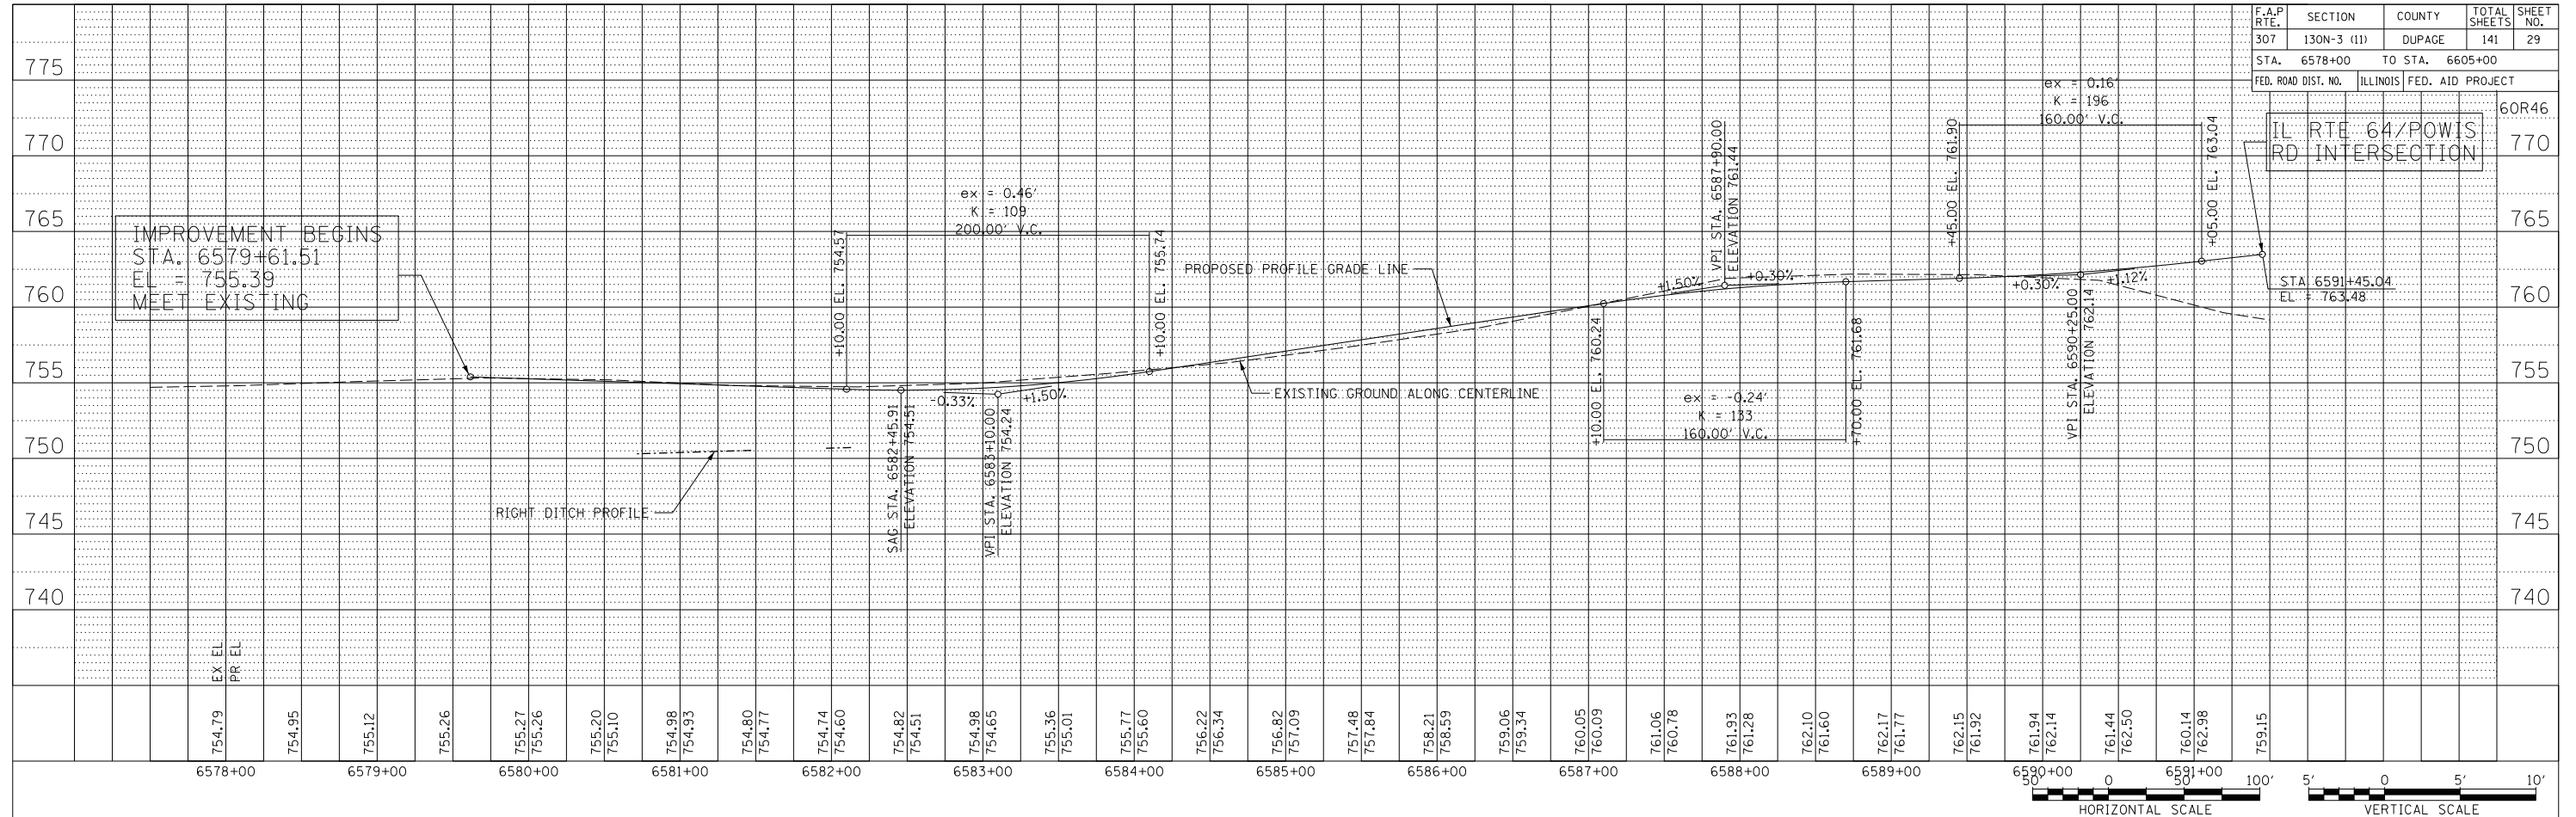 F.A.P RTE. SECTION COUNTY TOTAL SHEETS SHEET NO.
307 130N-3 (11) DUPAGE 141 29
STA. 6578+00 TO STA. 6605+00
FED. ROAD DIST. NO. ILLINOIS FED. AID PROJECT
60R46
775
770
765
760
755
750
745
740
770
765
760
755
750
745
740
IMPROVEMENT BEGINS
STA. 6579+61.51
EL = 755.39
MEET EXISTING
ex = 0.46'
K = 109
200.00' V.C.
+10.00 EL. 754.57
+10.00 EL. 755.74
SAG STA. 6582+45.91
ELEVATION 754.51
-0.33%
VPI STA. 6583+10.00
ELEVATION 754.24
+1.50%
RIGHT DITCH PROFILE
PROPOSED PROFILE GRADE LINE
EXISTING GROUND ALONG CENTERLINE
+1.50%
VPI STA. 6587+90.00
ELEVATION 761.44
+0.30%
+10.00 EL. 760.24
+70.00 EL. 761.68
ex = -0.24'
K = 133
160.00' V.C.
ex = 0.16'
K = 196
160.00' V.C.
+45.00 EL. 761.90
+05.00 EL. 763.04
+0.30%
VPI STA. 6590+25.00
ELEVATION 762.14
+1.12%
IL RTE 64/POWIS
RD INTERSECTION
STA 6591+45.04
EL = 763.48
EX EL
PR EL
754.79
754.95
755.12
755.26
755.27
755.26
755.20
755.10
754.98
754.93
754.80
754.77
754.74
754.60
754.82
754.51
754.98
754.65
755.36
755.01
755.77
755.60
756.22
756.34
756.82
757.09
757.48
757.84
758.21
758.59
759.06
759.34
760.05
760.09
761.06
760.78
761.93
761.28
762.10
761.60
762.17
761.77
762.15
761.92
761.94
762.14
761.44
762.50
760.14
762.98
759.15
6578+00 6579+00 6580+00 6581+00 6582+00 6583+00 6584+00 6585+00 6586+00 6587+00 6588+00 6589+00 6590+00 6591+00
50' 0 50' 100'
HORIZONTAL SCALE
5' 0 5' 10'
VERTICAL SCALE